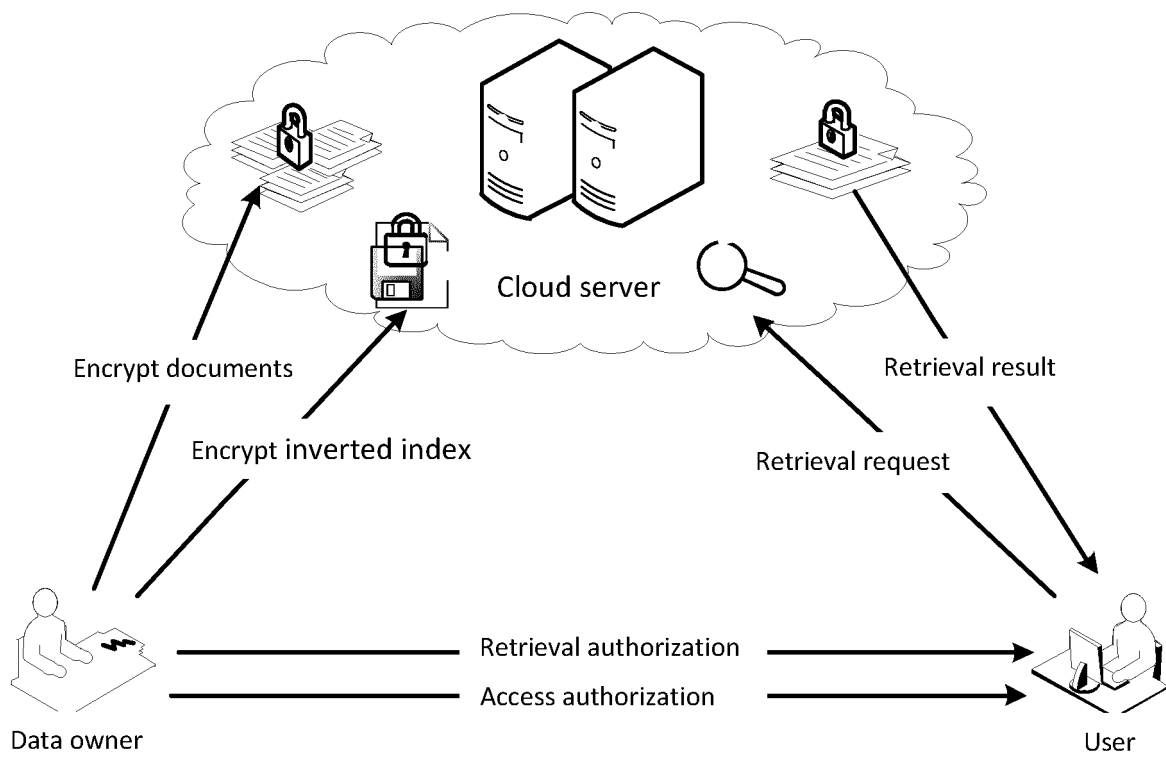 Cloud server
Encrypt documents
Retrieval result
Encrypt inverted index
Retrieval request
Retrieval authorization
Access authorization
Data owner
User